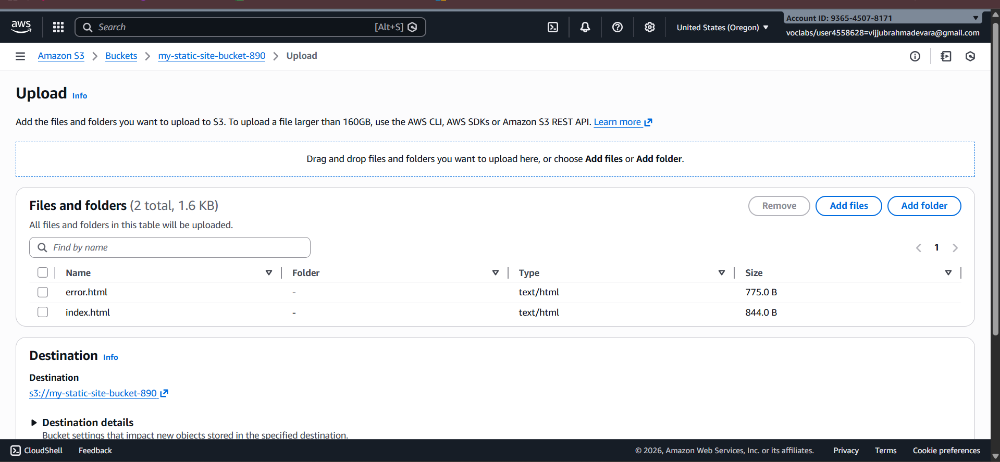 aws
Search [Alt+S]
United States (Oregon)
Account ID: 9365-4507-8171
voclabs/user4558628=vijjubrahmadevara@gmail.com
Amazon S3 Buckets my-static-site-bucket-890 Upload
Upload Info
Add the files and folders you want to upload to S3. To upload a file larger than 160GB, use the AWS CLI, AWS SDKs or Amazon S3 REST API. Learn more
Drag and drop files and folders you want to upload here, or choose Add files or Add folder.
Files and folders (2 total, 1.6 KB)
Remove Add files Add folder
All files and folders in this table will be uploaded.
Find by name
1
Name Folder Type Size
error.html - text/html 775.0 B
index.html - text/html 844.0 B
Destination Info
Destination
s3://my-static-site-bucket-890
Destination details
Bucket settings that impact new objects stored in the specified destination.
CloudShell Feedback © 2026, Amazon Web Services, Inc. or its affiliates. Privacy Terms Cookie preferences